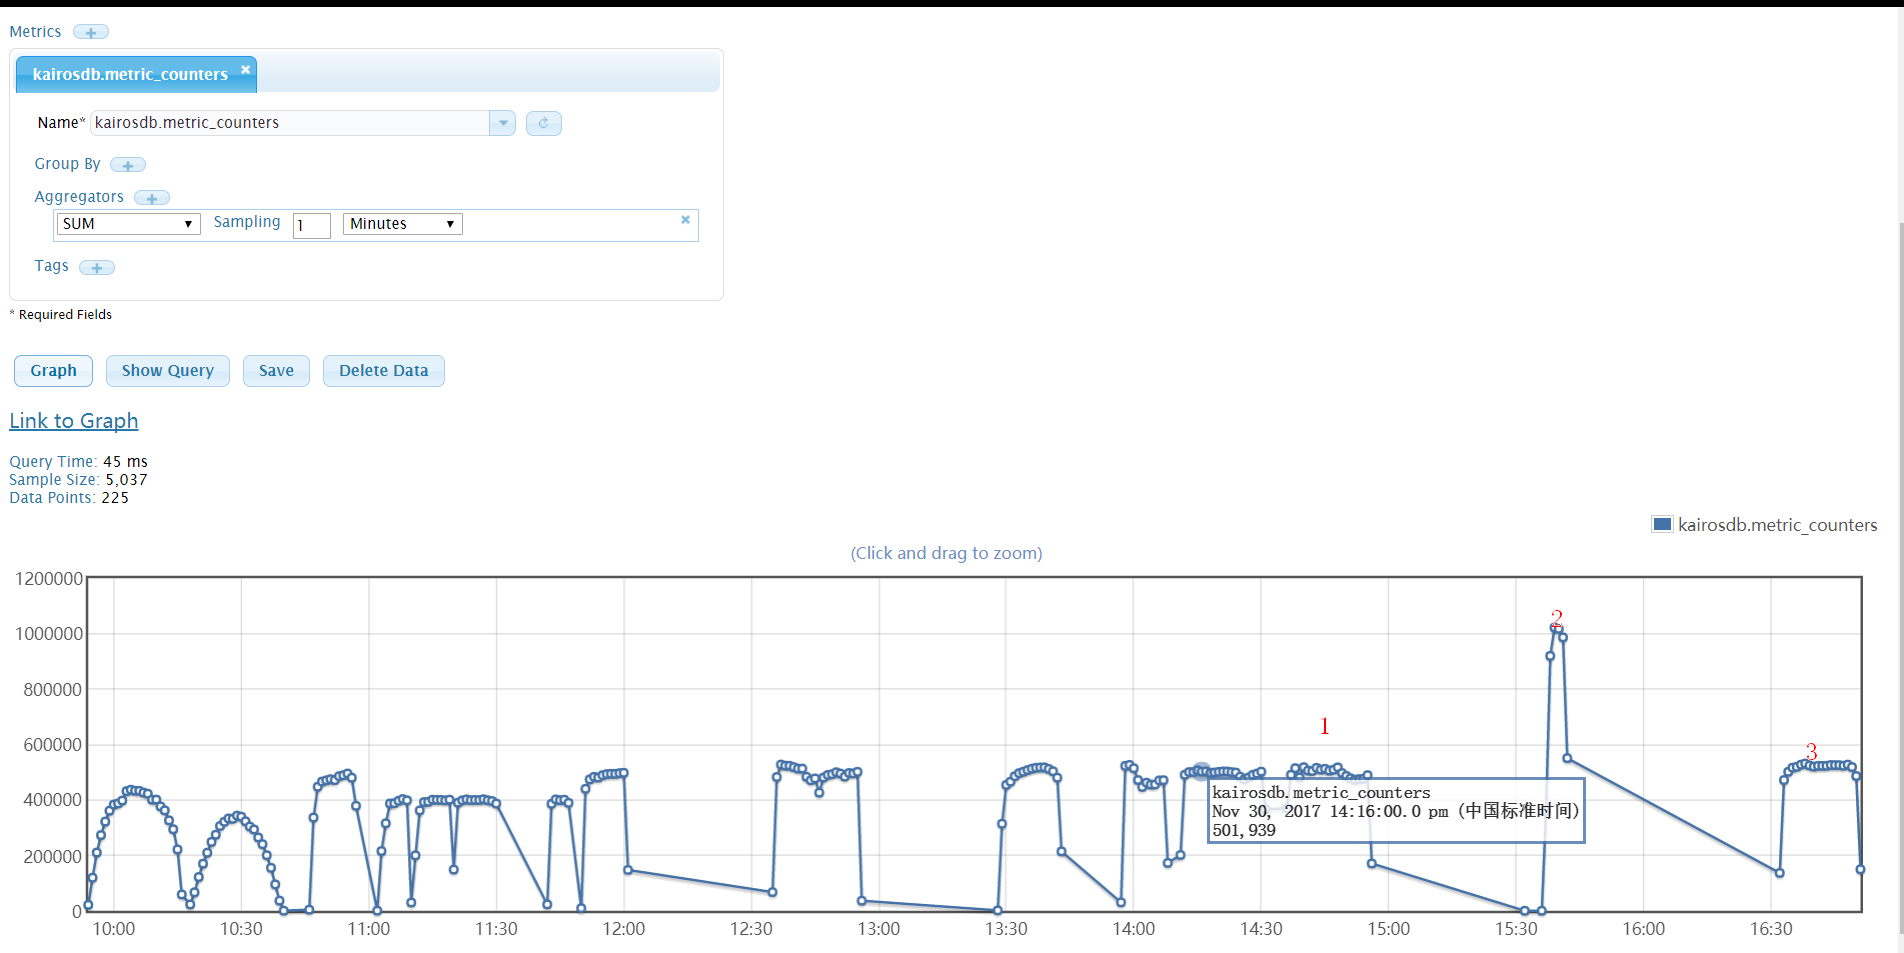 Metrics
kairosdb.metric_counters
Name* kairosdb.metric_counters
Group By
Aggregators
SUM Sampling 1 Minutes
Tags
* Required Fields
Graph Show Query Save Delete Data
Link to Graph
Query Time: 45 ms
Sample Size: 5,037
Data Points: 225
kairosdb.metric_counters
(Click and drag to zoom)
1200000
1000000
800000
600000
400000
200000
0
2
1
3
kairosdb.metric_counters
Nov 30, 2017 14:16:00.0 pm (中国标准时间)
501,939
10:00 10:30 11:00 11:30 12:00 12:30 13:00 13:30 14:00 14:30 15:00 15:30 16:00 16:30